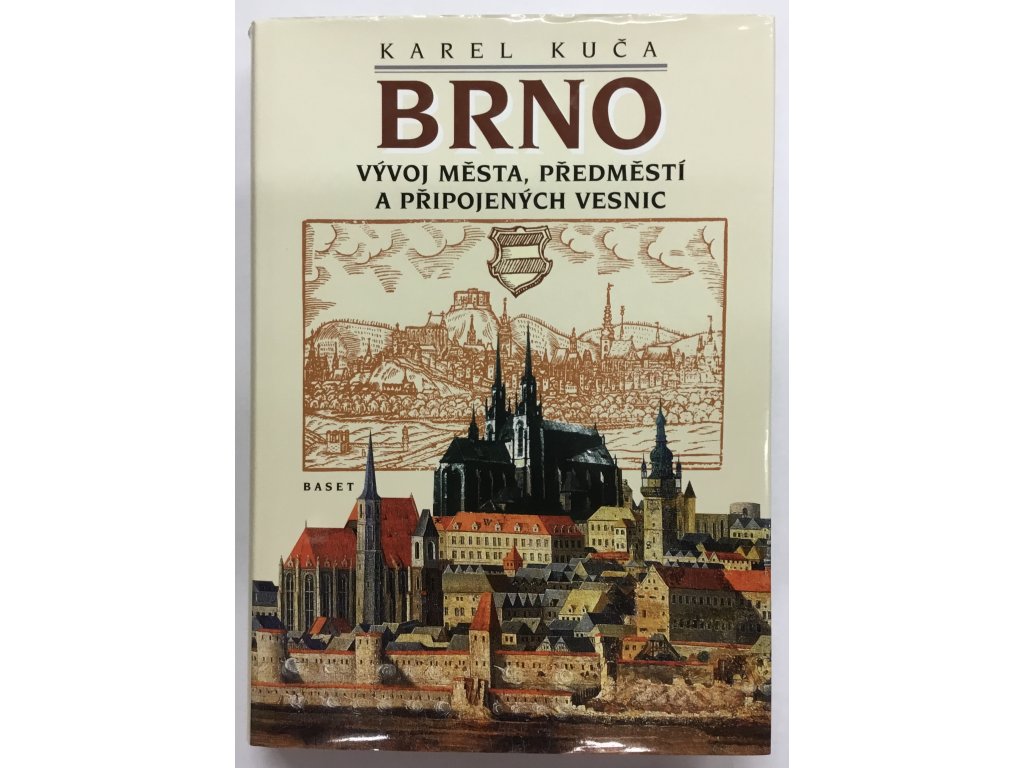 KAREL KUČA
BRNO
VÝVOJ MĚSTA, PŘEDMĚSTÍ
A PŘIPOJENÝCH VESNIC
BASET